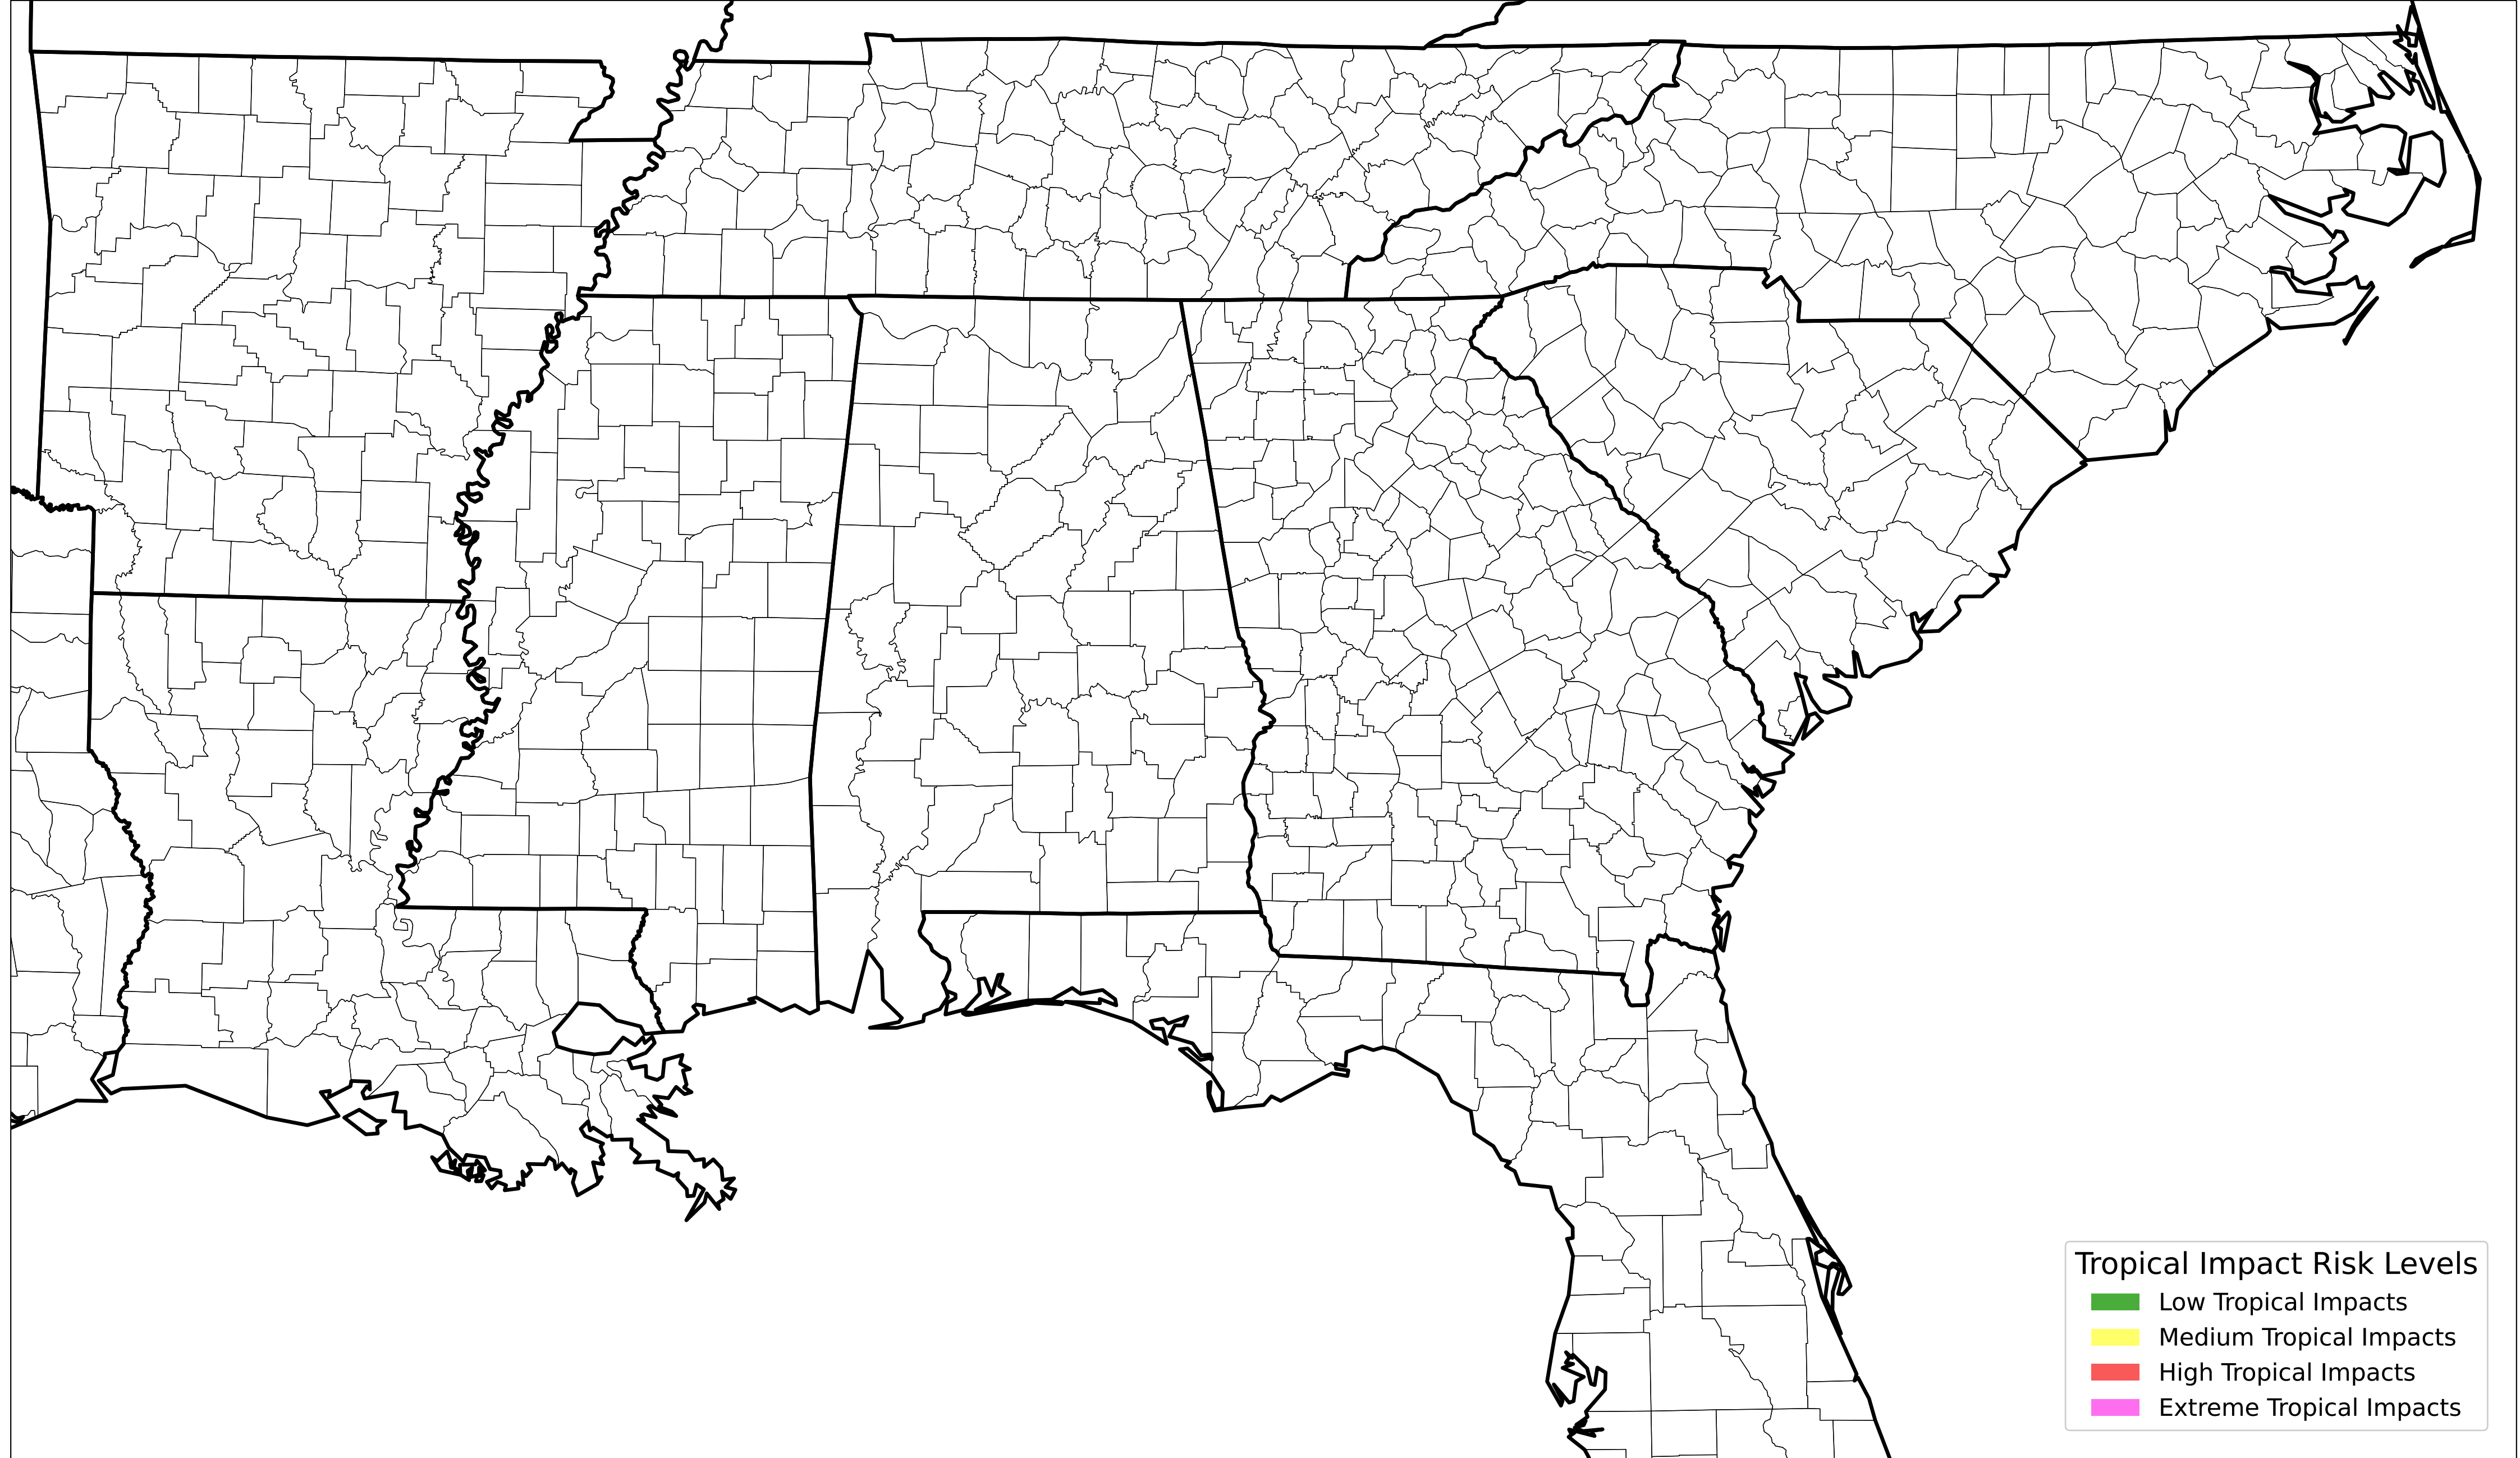 Tropical Impact Risk Levels
Low Tropical Impacts
Medium Tropical Impacts
High Tropical Impacts
Extreme Tropical Impacts